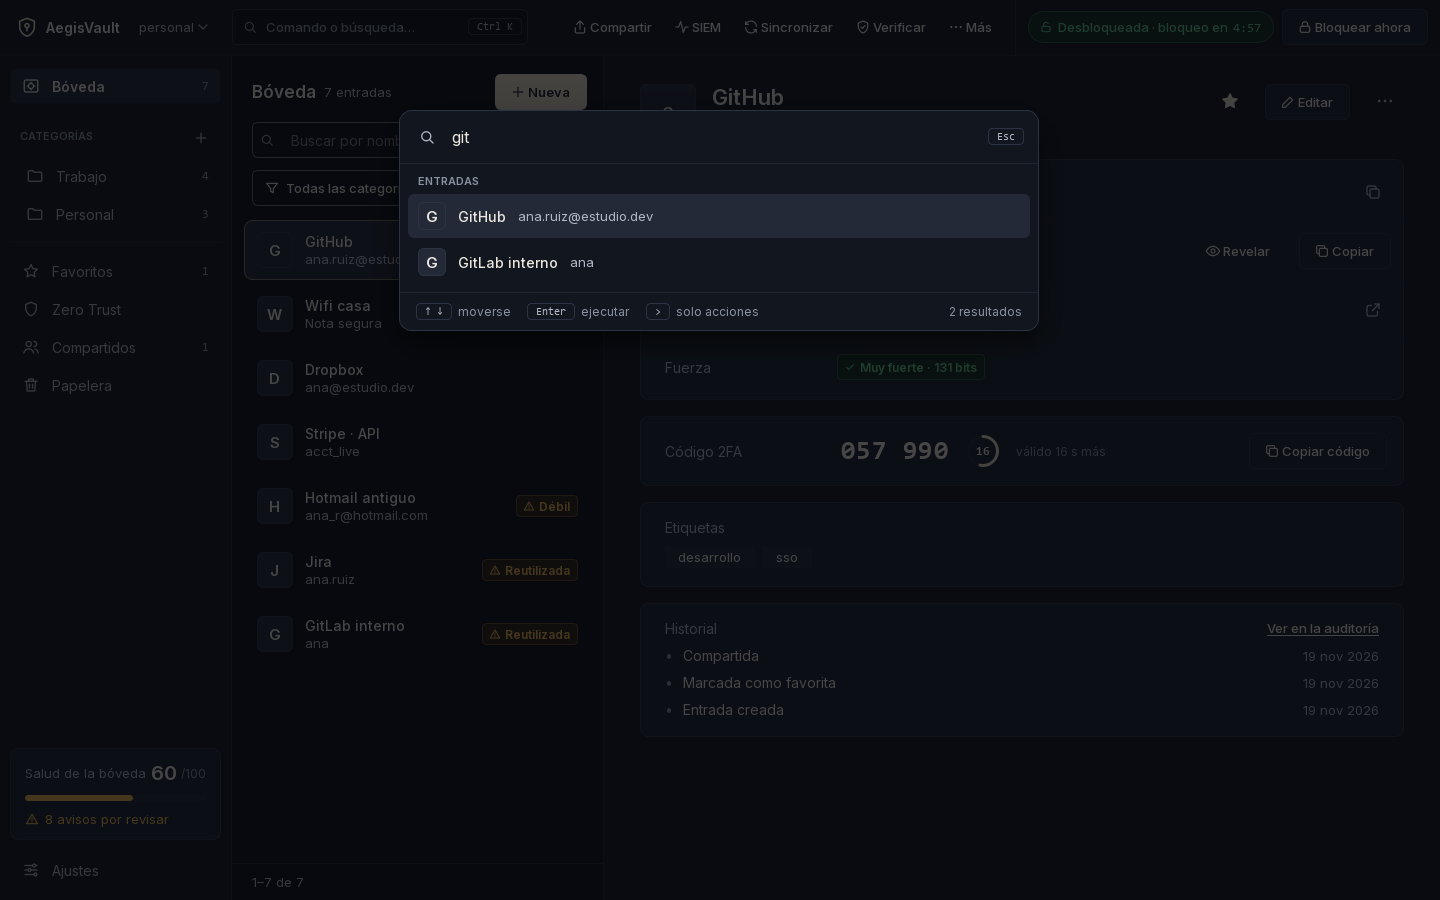 AegisVault personal Comando o búsqueda... Ctrl K Compartir SIEM Sincronizar Verificar Más Desbloqueada · bloqueo en 4:57 Bloquear ahora
Bóveda 7
CATEGORÍAS
Trabajo 4
Personal 3
Favoritos 1
Zero Trust
Compartidos 1
Papelera
Salud de la bóveda 60 /100
8 avisos por revisar
Ajustes
Bóveda 7 entradas Nueva
Buscar por nomb
Todas las categorí
G GitHub
ana.ruiz@estud
W Wifi casa
Nota segura
D Dropbox
ana@estudio.dev
S Stripe · API
acct_live
H Hotmail antiguo
ana_r@hotmail.com Débil
J Jira
ana.ruiz Reutilizada
G GitLab interno
ana Reutilizada
1–7 de 7
git Esc
ENTRADAS
G GitHub ana.ruiz@estudio.dev
G GitLab interno ana
↑ ↓ moverse Enter ejecutar > solo acciones 2 resultados
GitHub Editar
Revelar Copiar
Fuerza Muy fuerte · 131 bits
Código 2FA 057 990 16 válido 16 s más Copiar código
Etiquetas
desarrollo sso
Historial Ver en la auditoría
• Compartida 19 nov 2026
• Marcada como favorita 19 nov 2026
• Entrada creada 19 nov 2026